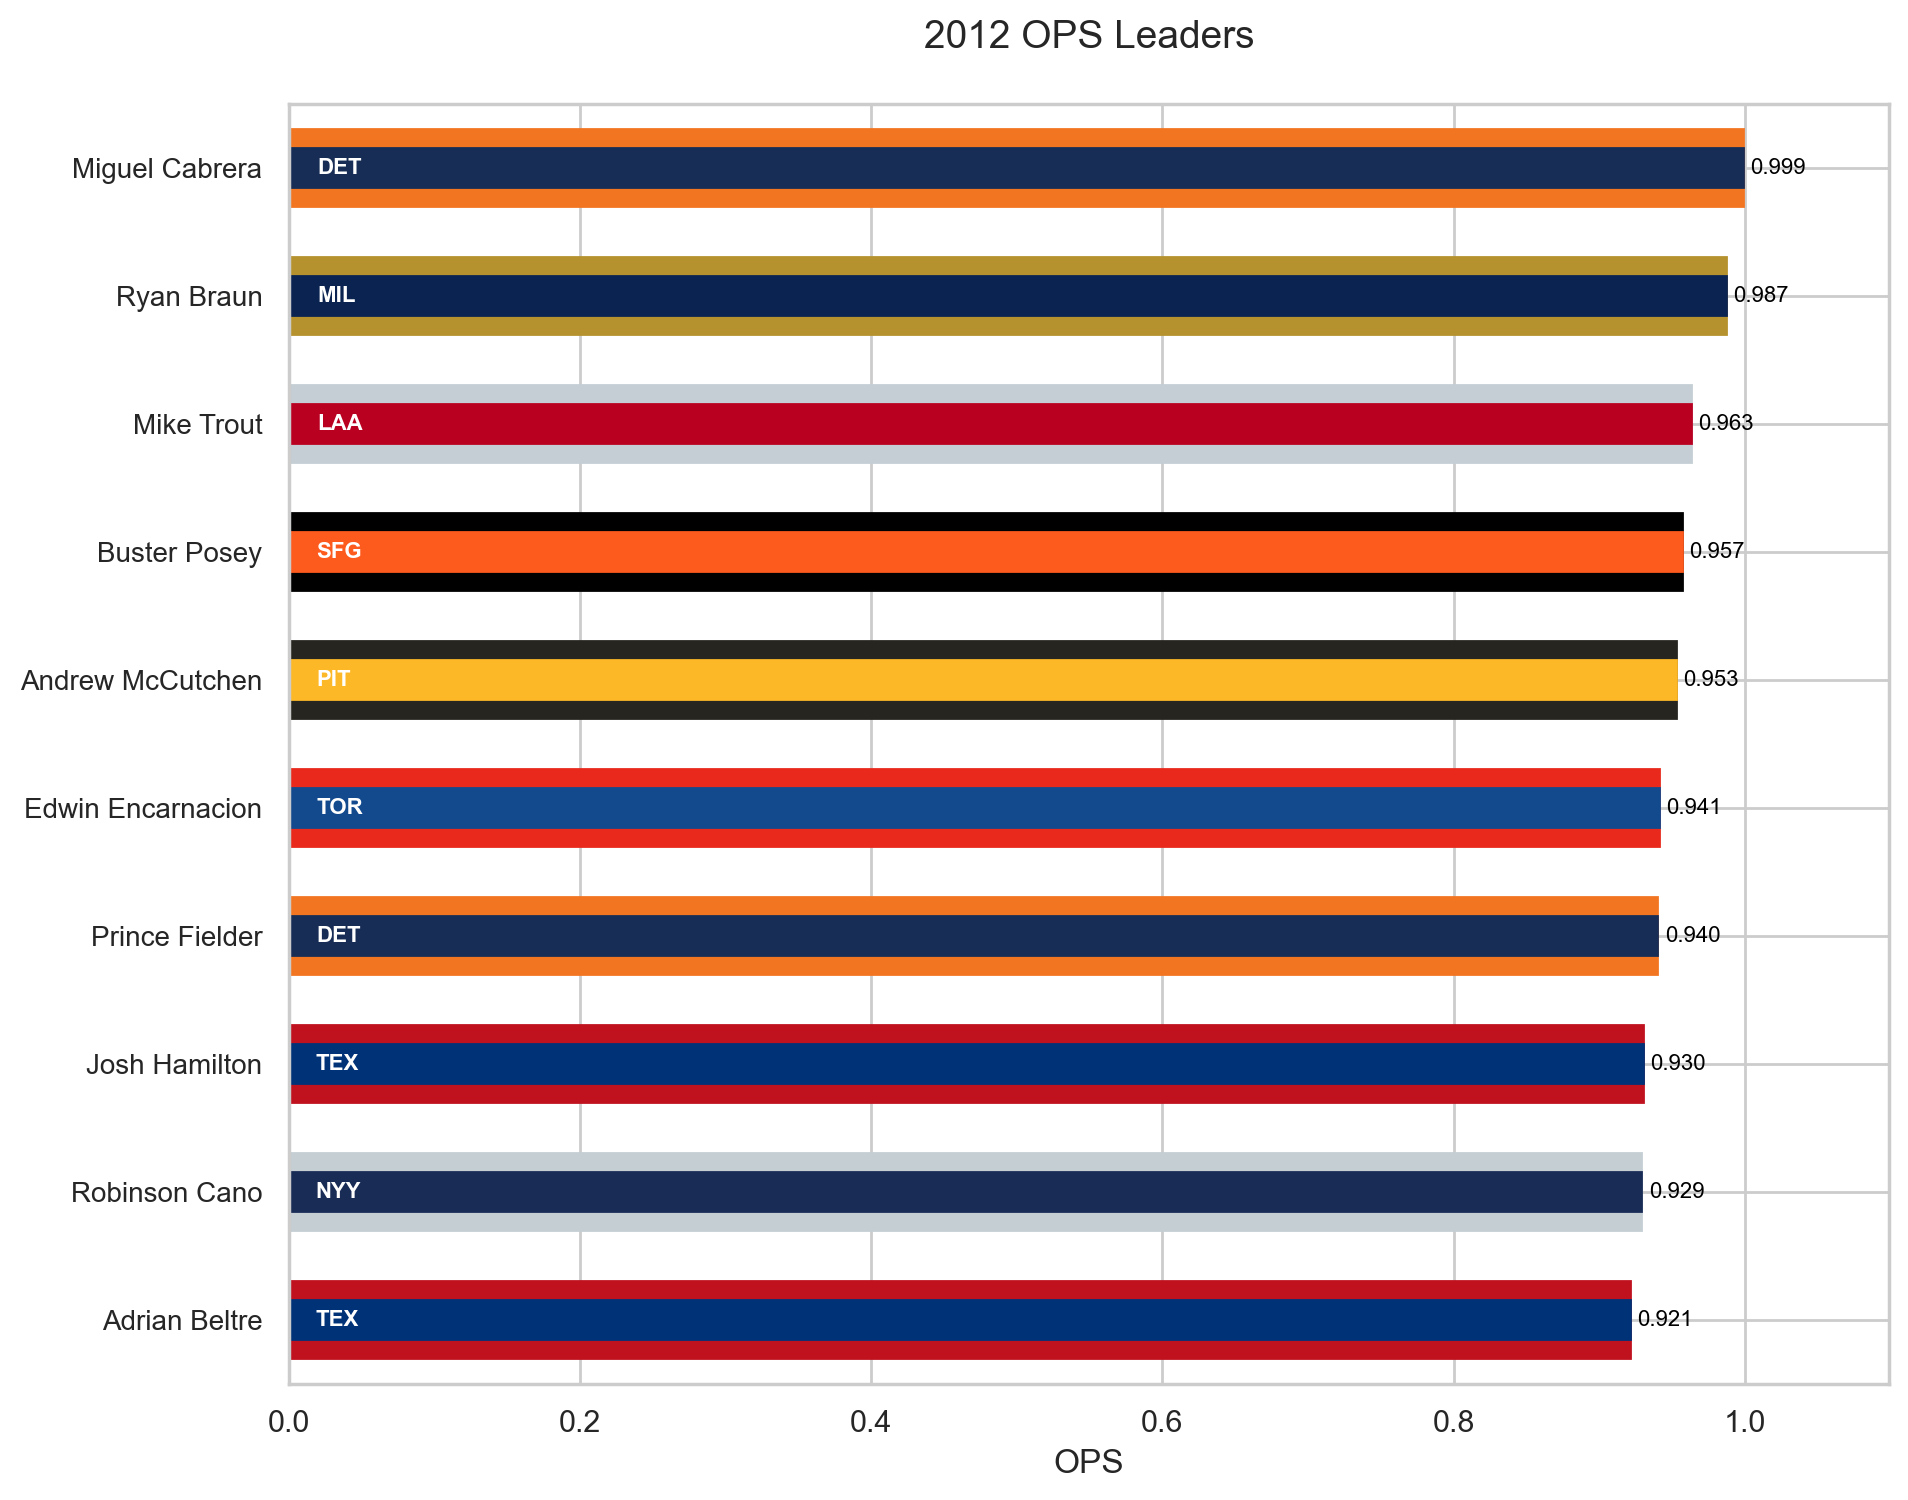 2012 OPS Leaders
Miguel Cabrera DET 0.999
Ryan Braun MIL 0.987
Mike Trout LAA 0.963
Buster Posey SFG 0.957
Andrew McCutchen PIT 0.953
Edwin Encarnacion TOR 0.941
Prince Fielder DET 0.940
Josh Hamilton TEX 0.930
Robinson Cano NYY 0.929
Adrian Beltre TEX 0.921
0.0 0.2 0.4 0.6 0.8 1.0
OPS